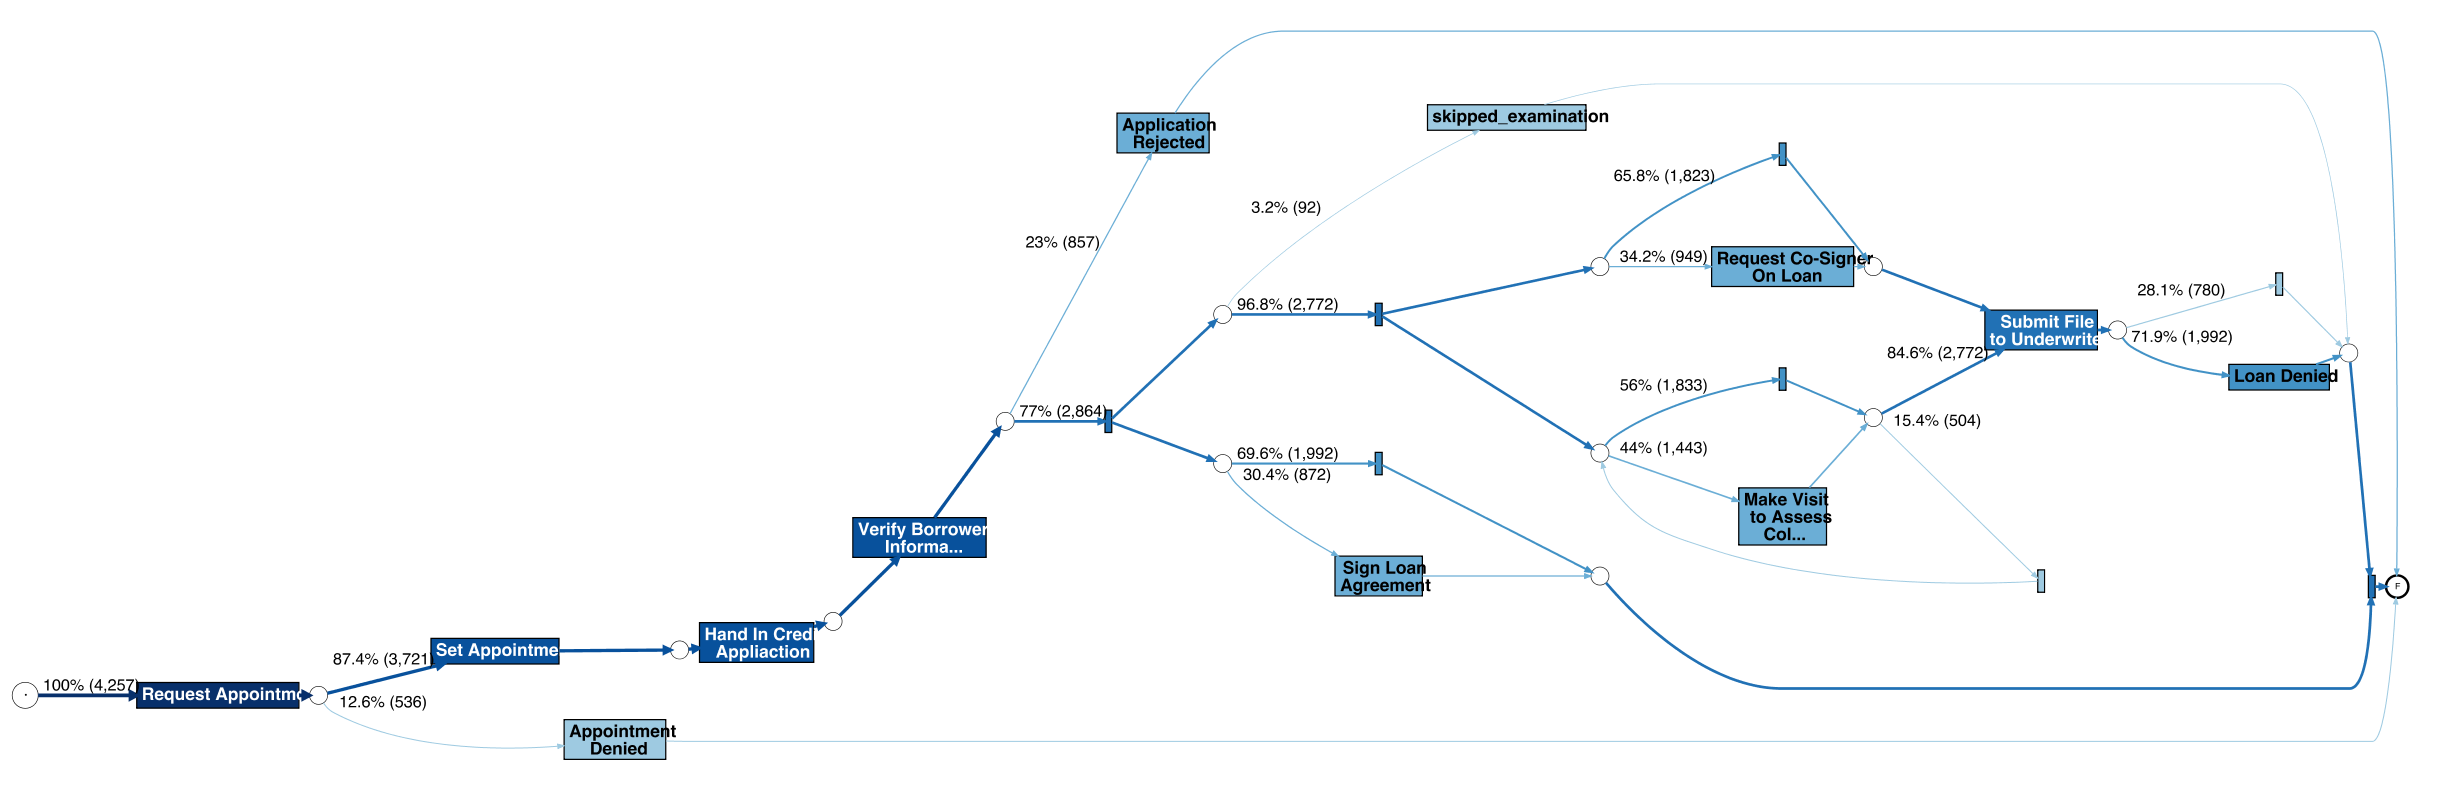 Application
Rejected
skipped_examination
65.8% (1,823)
3.2% (92)
23% (857)
34.2% (949)
Request Co-Signer
On Loan
96.8% (2,772)
28.1% (780)
Submit File
to Underwrite
71.9% (1,992)
84.6% (2,772)
Loan Denied
56% (1,833)
77% (2,864)
15.4% (504)
44% (1,443)
69.6% (1,992)
30.4% (872)
Make Visit
to Assess
Col...
Verify Borrower
Informa...
Sign Loan
Agreement
F
Hand In Cred
Appliaction
Set Appointme
87.4% (3,721)
100% (4,257)
Request Appointmo
12.6% (536)
Appointment
Denied